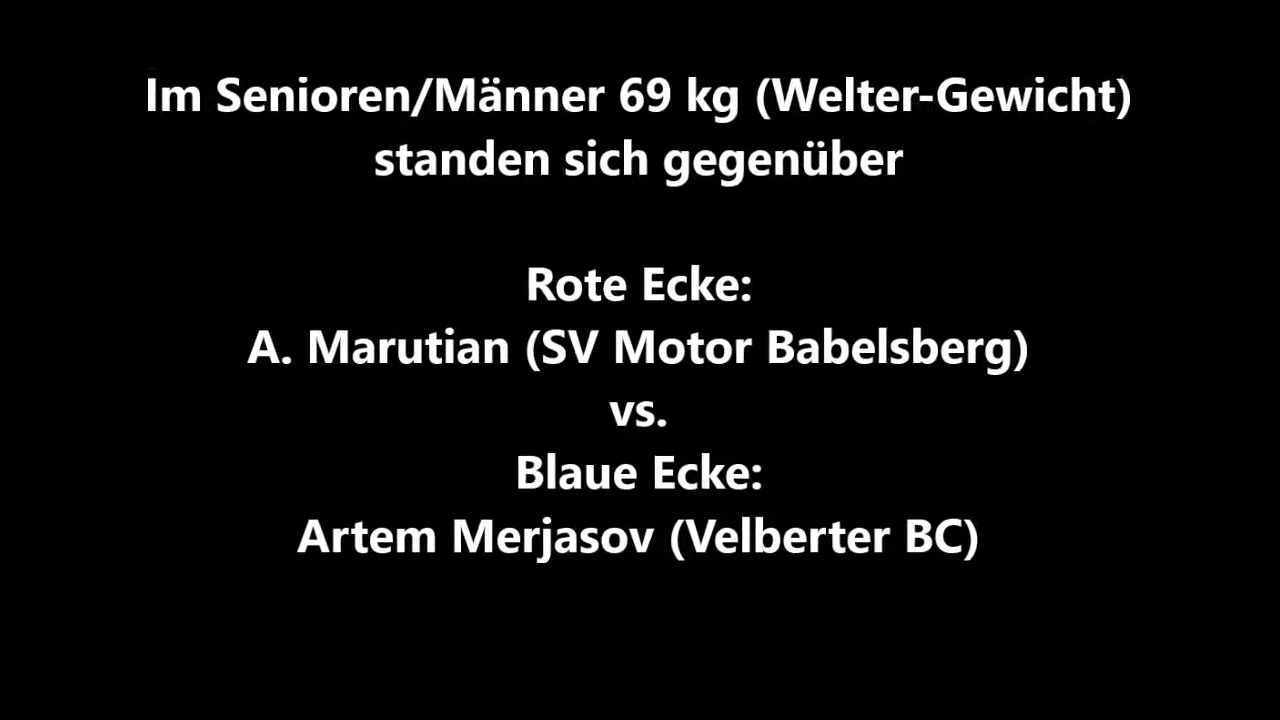 Im Senioren/Männer 69 kg (Welter-Gewicht)
standen sich gegenüber
Rote Ecke:
A. Marutian (SV Motor Babelsberg)
vs.
Blaue Ecke:
Artem Merjasov (Velberter BC)